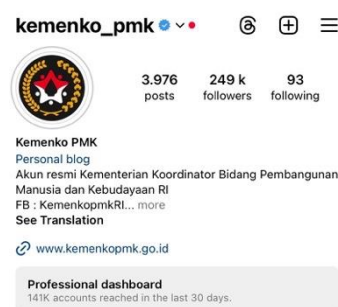 kemenko_pmk
3.976 249 k 93
posts followers following
Kemenko PMK
Personal blog
Akun resmi Kementerian Koordinator Bidang Pembangunan
Manusia dan Kebudayaan RI
FB : KemenkopmkRI... more
See Translation
www.kemenkopmk.go.id
Professional dashboard
141K accounts reached in the last 30 days.